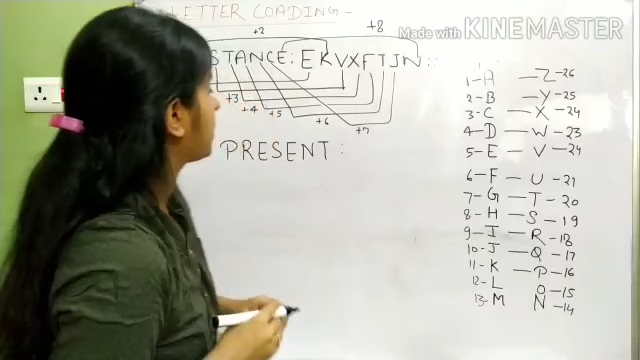 LETTER CODING -
+2 +8
Made with KINEMASTER
STANCE : EKVXFTJN ::
+3 +4 +5 +6 +7
PRESENT :
1-A — Z-26
2-B — Y-25
3-C — X-24
4-D — W-23
5-E — V-24
6-F — U-21
7-G — T-20
8-H — S-19
9-I — R-18
10-J — Q-17
11-K — P-16
12-L O-15
13-M N-14